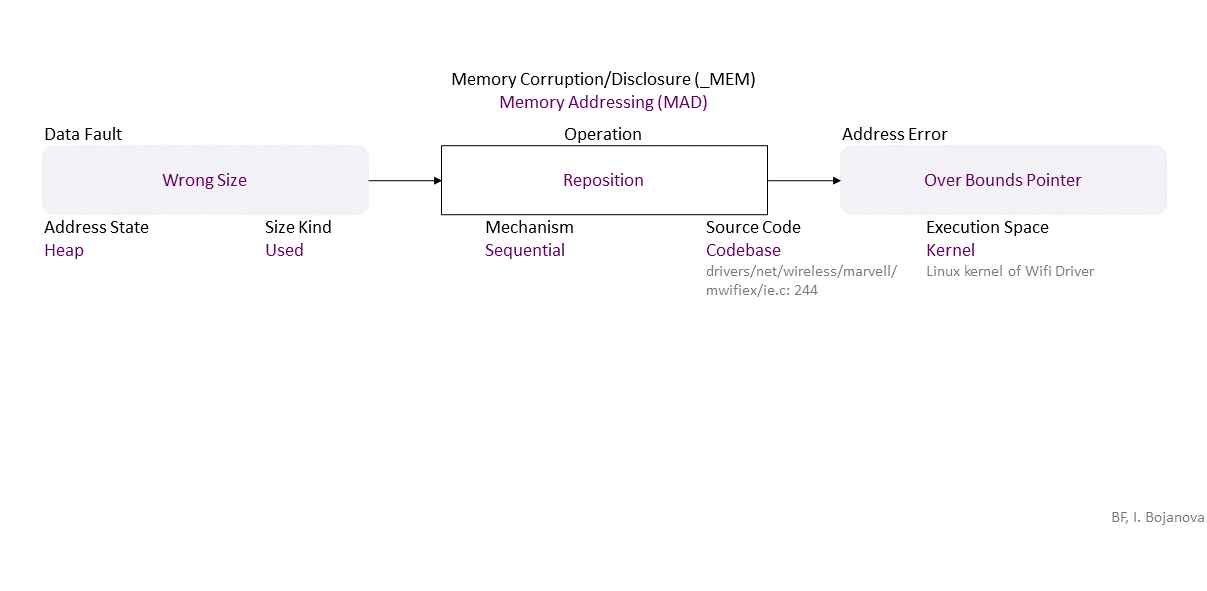 Memory Corruption/Disclosure (_MEM)
Memory Addressing (MAD)
Data Fault
Operation
Address Error
Wrong Size
Reposition
Over Bounds Pointer
Address State
Size Kind
Mechanism
Source Code
Execution Space
Heap
Used
Sequential
Codebase
Kernel
drivers/net/wireless/marvell/
mwifiex/ie.c: 244
Linux kernel of Wifi Driver
BF, I. Bojanova